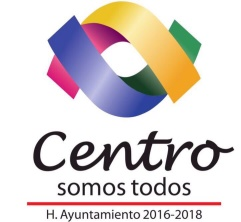 Centro
somos todos
H. Ayuntamiento 2016-2018